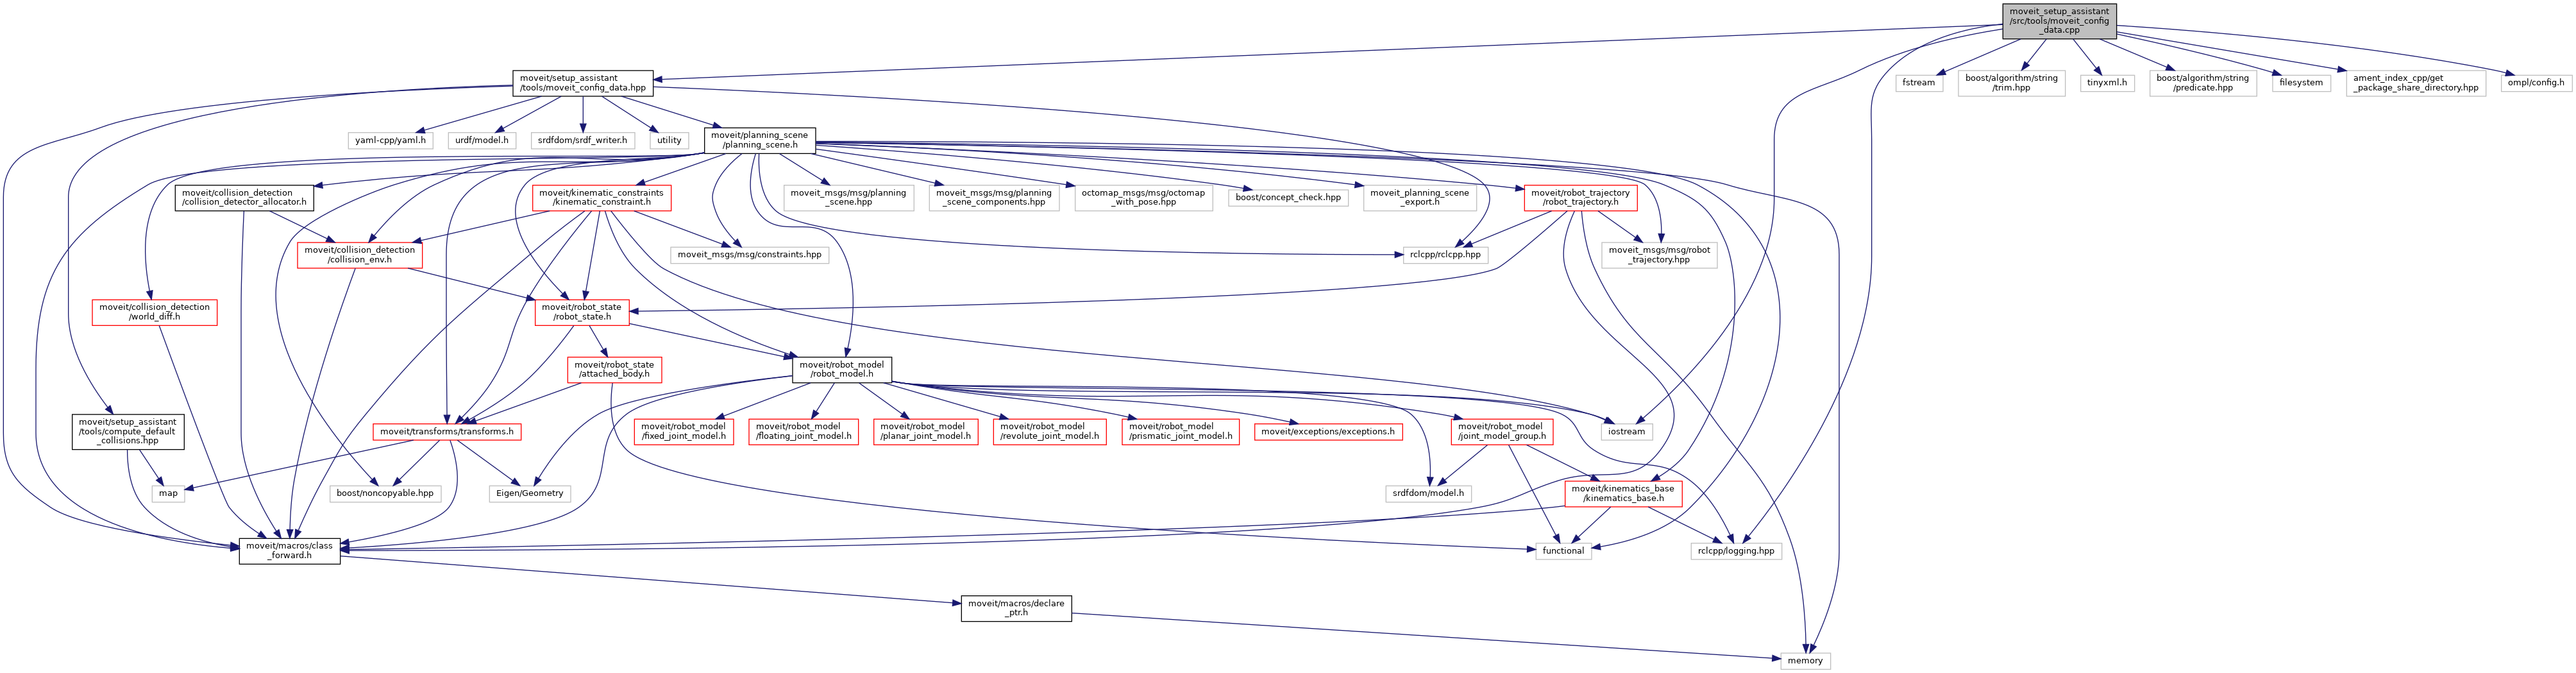 moveit_setup_assistant
/src/tools/moveit_config
_data.cpp
moveit/setup_assistant
/tools/moveit_config_data.hpp
fstream
boost/algorithm/string
/trim.hpp
tinyxml.h
boost/algorithm/string
/predicate.hpp
filesystem
ament_index_cpp/get
_package_share_directory.hpp
ompl/config.h
yaml-cpp/yaml.h
urdf/model.h
srdfdom/srdf_writer.h
utility
moveit/planning_scene
/planning_scene.h
moveit/collision_detection
/collision_detector_allocator.h
moveit/kinematic_constraints
/kinematic_constraint.h
moveit_msgs/msg/planning
_scene.hpp
moveit_msgs/msg/planning
_scene_components.hpp
octomap_msgs/msg/octomap
_with_pose.hpp
boost/concept_check.hpp
moveit_planning_scene
_export.h
moveit/robot_trajectory
/robot_trajectory.h
moveit/collision_detection
/collision_env.h
moveit_msgs/msg/constraints.hpp
rclcpp/rclcpp.hpp
moveit_msgs/msg/robot
_trajectory.hpp
moveit/collision_detection
/world_diff.h
moveit/robot_state
/robot_state.h
moveit/robot_state
/attached_body.h
moveit/robot_model
/robot_model.h
moveit/setup_assistant
/tools/compute_default
_collisions.hpp
moveit/transforms/transforms.h
moveit/robot_model
/fixed_joint_model.h
moveit/robot_model
/floating_joint_model.h
moveit/robot_model
/planar_joint_model.h
moveit/robot_model
/revolute_joint_model.h
moveit/robot_model
/prismatic_joint_model.h
moveit/exceptions/exceptions.h
moveit/robot_model
/joint_model_group.h
iostream
map
boost/noncopyable.hpp
Eigen/Geometry
srdfdom/model.h
moveit/kinematics_base
/kinematics_base.h
moveit/macros/class
_forward.h
functional
rclcpp/logging.hpp
moveit/macros/declare
_ptr.h
memory